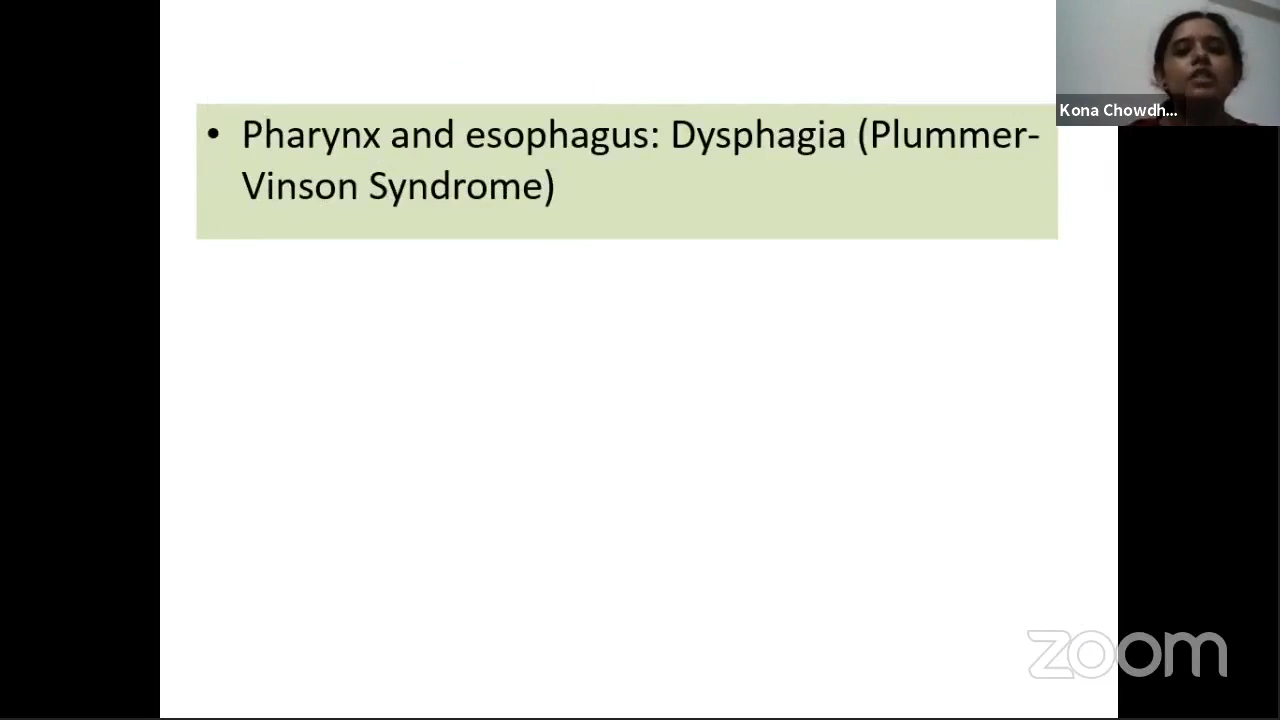 • Pharynx and esophagus: Dysphagia (Plummer-
Vinson Syndrome)
Kona Chowdh...
zoom